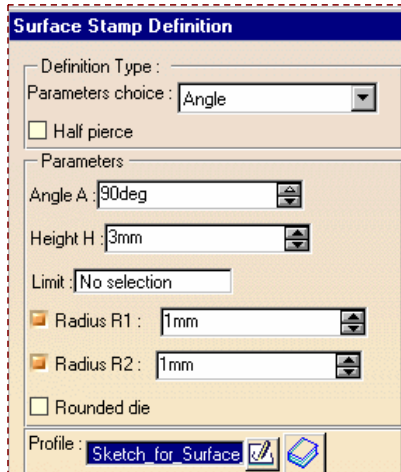 Surface Stamp Definition
Definition Type :
Parameters choice : Angle
Half pierce
Parameters
Angle A : 90deg
Height H : 3mm
Limit : No selection
Radius R1 : 1mm
Radius R2 : 1mm
Rounded die
Profile : Sketch_for_Surface